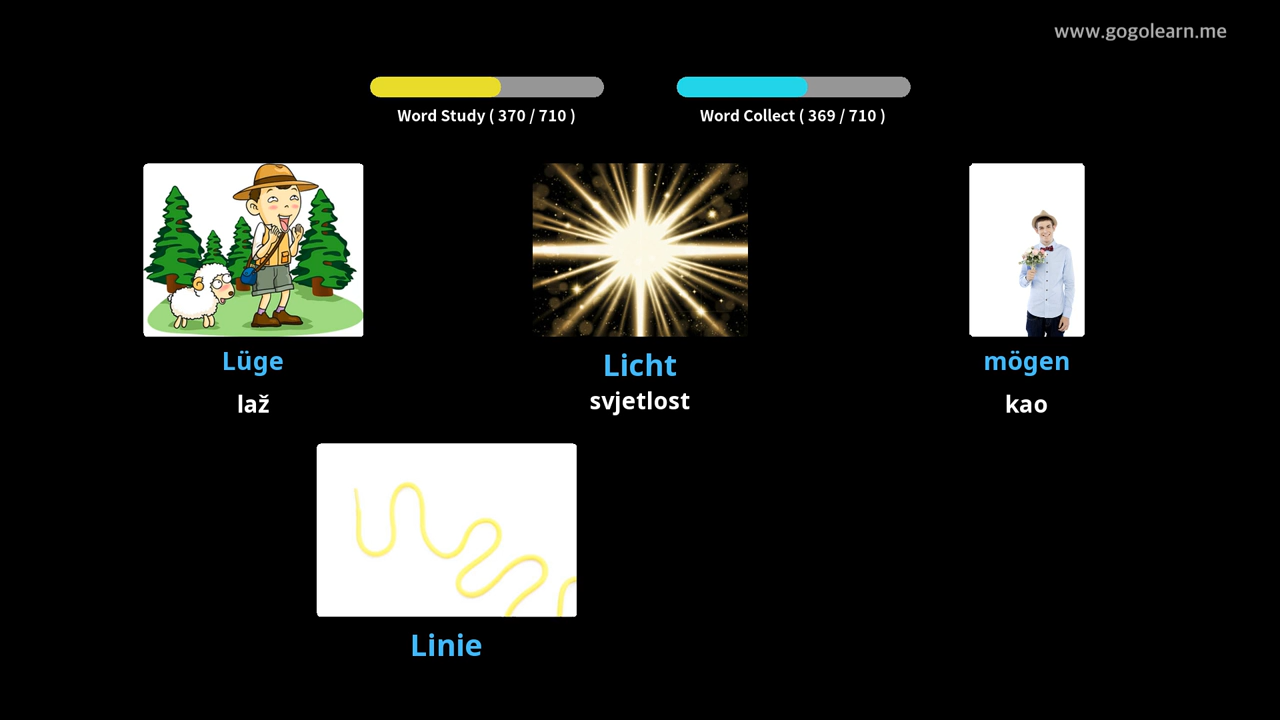 www.gogolearn.me
Word Study ( 370 / 710 )
Word Collect ( 369 / 710 )
Lüge
Licht
mögen
laž
svjetlost
kao
Linie